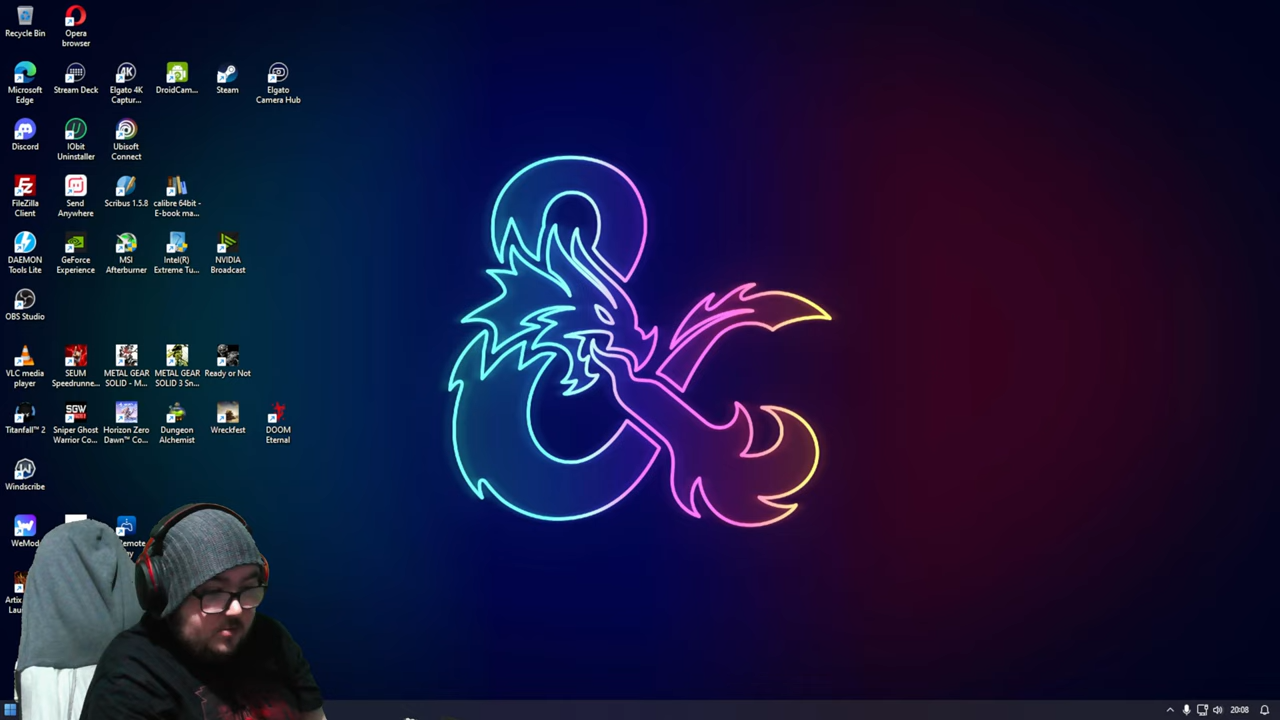 Recycle Bin
Opera
browser
Microsoft
Edge
Stream Deck
Elgato 4K
Captur...
DroidCam...
Steam
Elgato
Camera Hub
Discord
IObit
Uninstaller
Ubisoft
Connect
FileZilla
Client
Send
Anywhere
Scribus 1.5.8
calibre 64bit -
E-book ma...
DAEMON
Tools Lite
GeForce
Experience
MSI
Afterburner
Intel(R)
Extreme Tu...
NVIDIA
Broadcast
OBS Studio
VLC media
player
SEUM
Speedrunne...
METAL GEAR
SOLID - M...
METAL GEAR
SOLID 3 Sn...
Ready or Not
Titanfall™ 2
Sniper Ghost
Warrior Co...
Horizon Zero
Dawn™ Co...
Dungeon
Alchemist
Wreckfest
DOOM
Eternal
Windscribe
WeMod
Artix
20:08